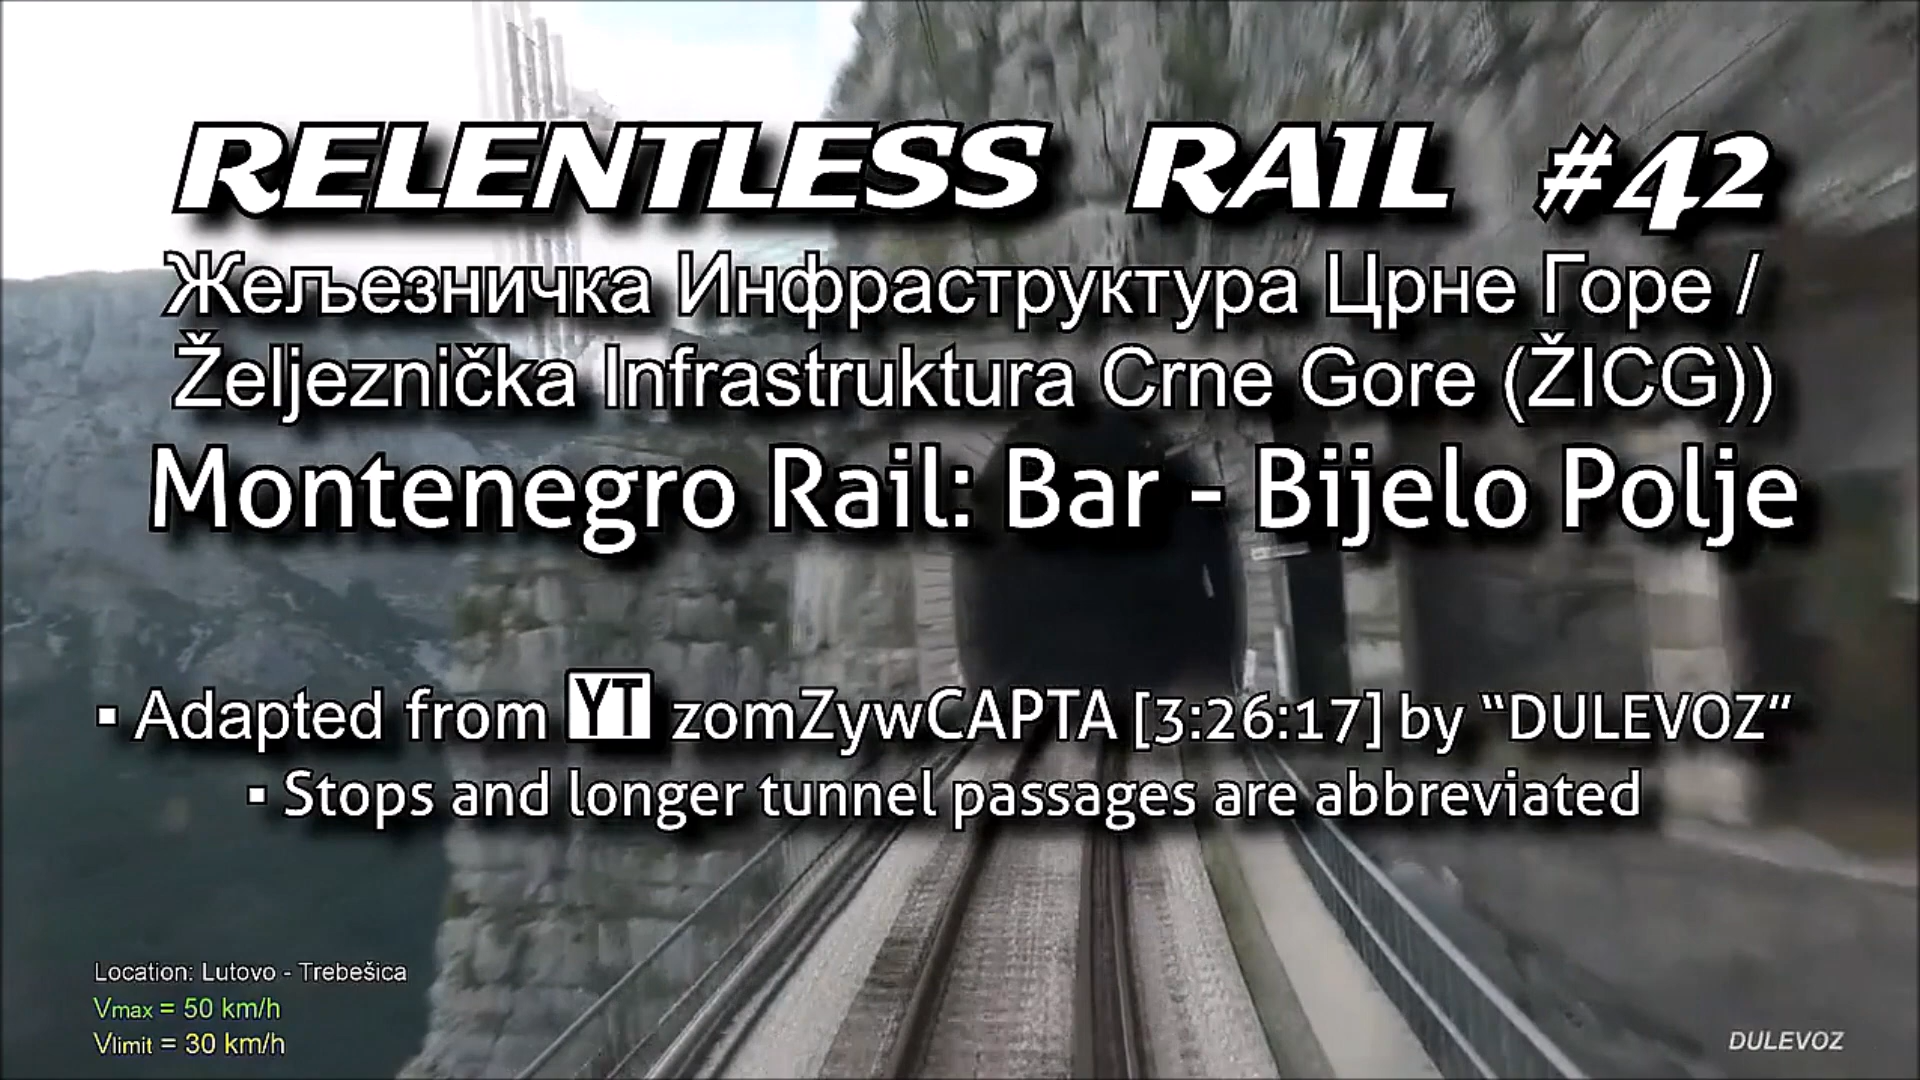 RELENTLESS RAIL #42
Жељезничка Инфраструктура Црне Горе /
Željeznička Infrastruktura Crne Gore (ŽICG))
Montenegro Rail: Bar - Bijelo Polje
▪ Adapted from YT zomZywCAPTA [3:26:17] by “DULEVOZ”
▪ Stops and longer tunnel passages are abbreviated
Location: Lutovo - Trebešica
Vmax = 50 km/h
Vlimit = 30 km/h
DULEVOZ